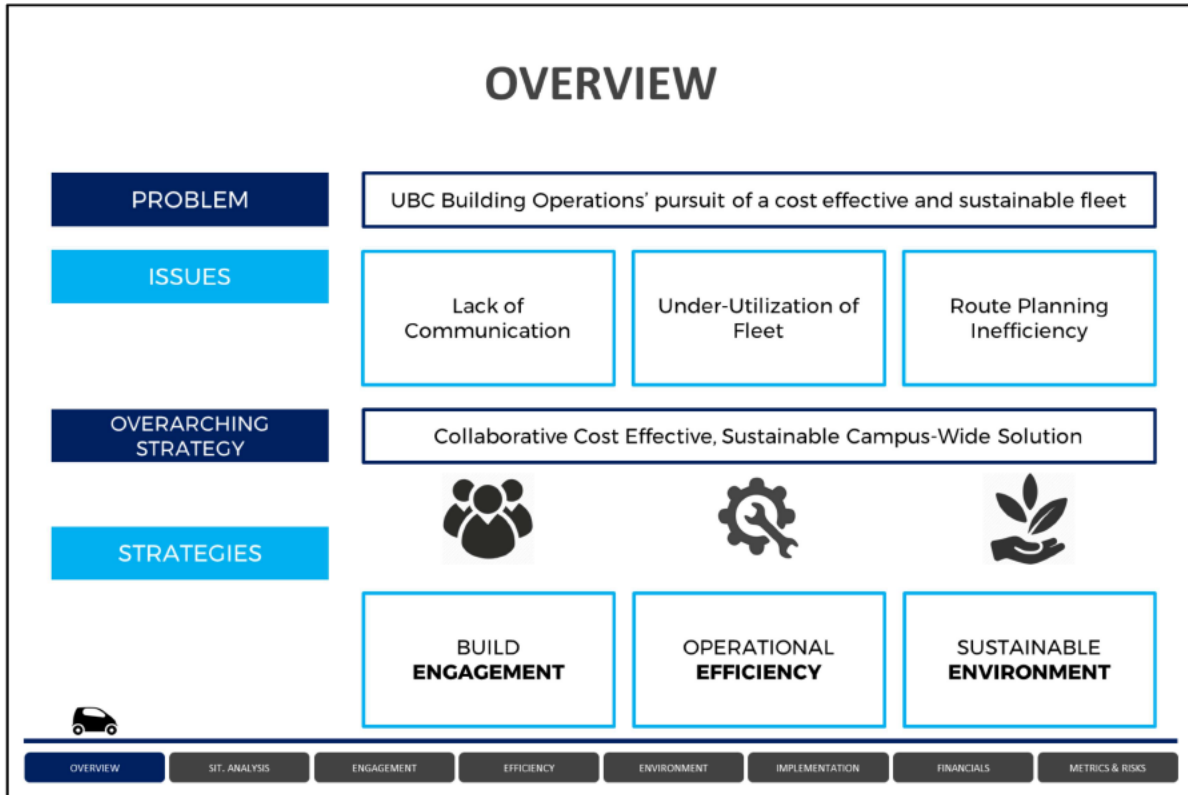 OVERVIEW
PROBLEM
UBC Building Operations' pursuit of a cost effective and sustainable fleet
ISSUES
Lack of
Communication
Under-Utilization of
Fleet
Route Planning
Inefficiency
OVERARCHING
STRATEGY
Collaborative Cost Effective, Sustainable Campus-Wide Solution
STRATEGIES
BUILD
ENGAGEMENT
OPERATIONAL
EFFICIENCY
SUSTAINABLE
ENVIRONMENT
OVERVIEW
SIT. ANALYSIS
ENGAGEMENT
EFFICIENCY
ENVIRONMENT
IMPLEMENTATION
FINANCIALS
METRICS & RISKS